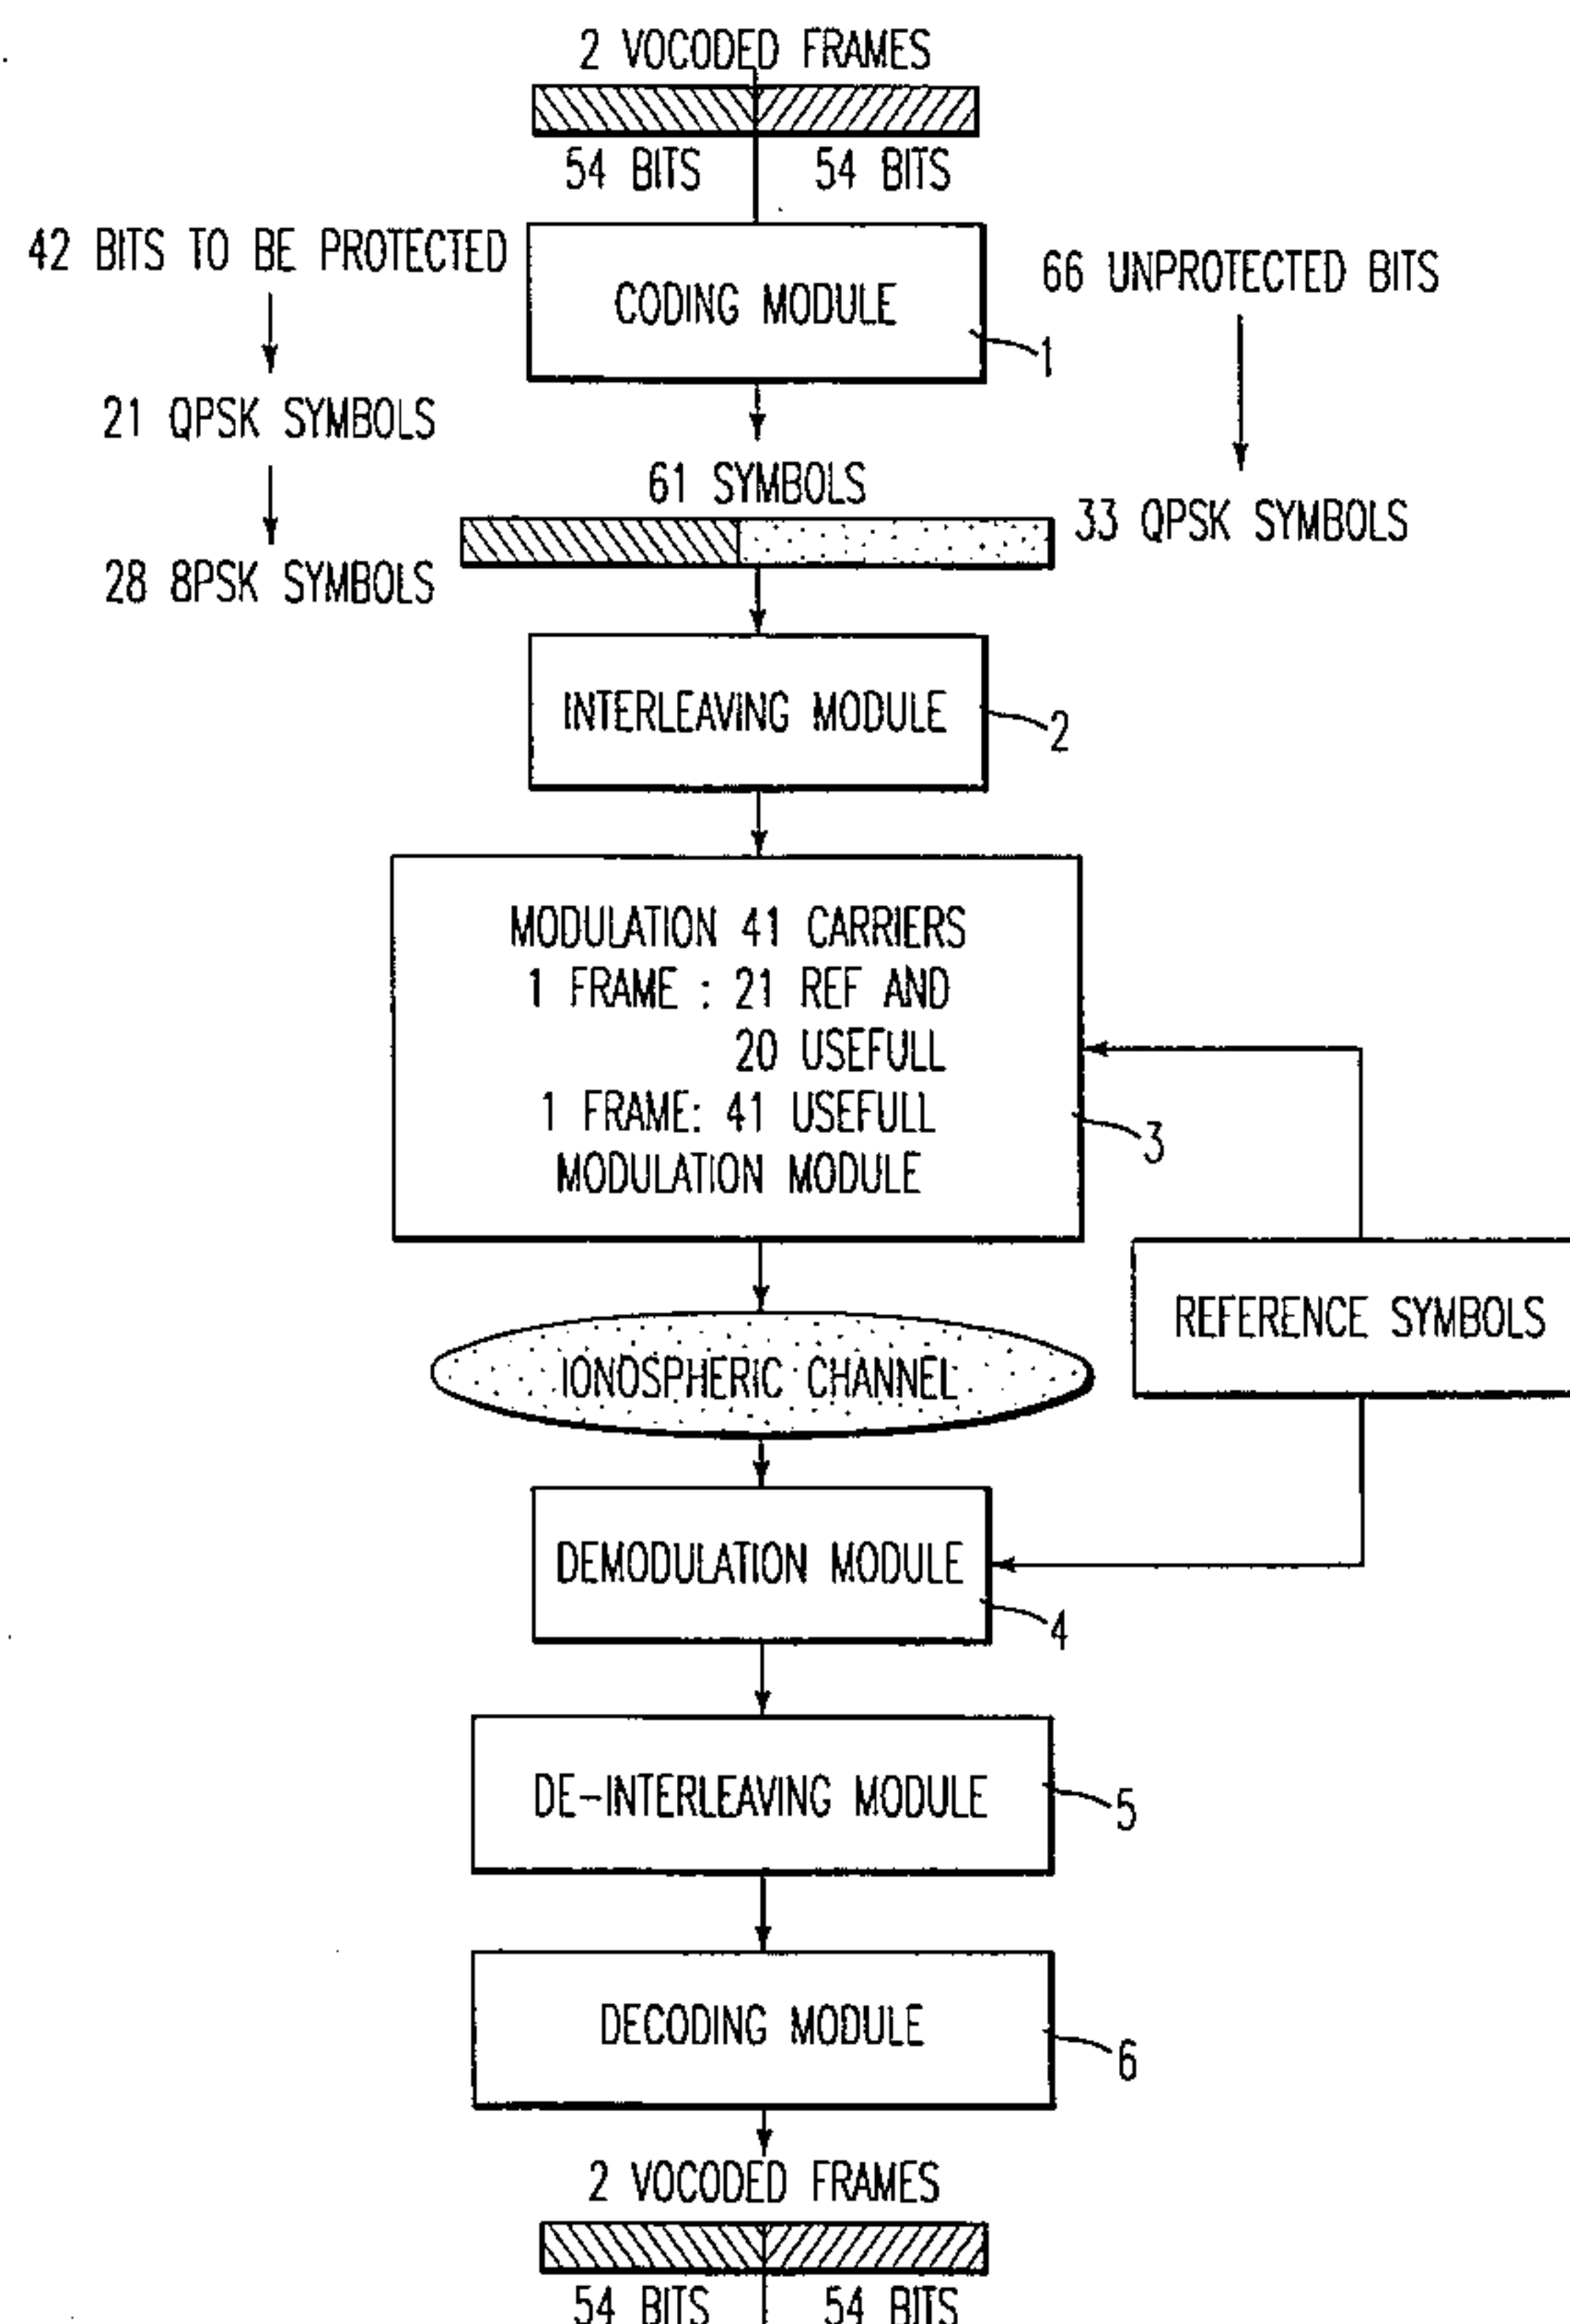 2 VOCODED FRAMES
54 BITS 54 BITS
42 BITS TO BE PROTECTED
CODING MODULE
66 UNPROTECTED BITS
1
21 QPSK SYMBOLS
61 SYMBOLS
33 QPSK SYMBOLS
28 8PSK SYMBOLS
INTERLEAVING MODULE
2
MODULATION 41 CARRIERS
1 FRAME : 21 REF AND
20 USEFULL
1 FRAME: 41 USEFULL
MODULATION MODULE
3
REFERENCE SYMBOLS
IONOSPHERIC CHANNEL
DEMODULATION MODULE
4
DE-INTERLEAVING MODULE
5
DECODING MODULE
6
2 VOCODED FRAMES
54 BITS 54 BITS